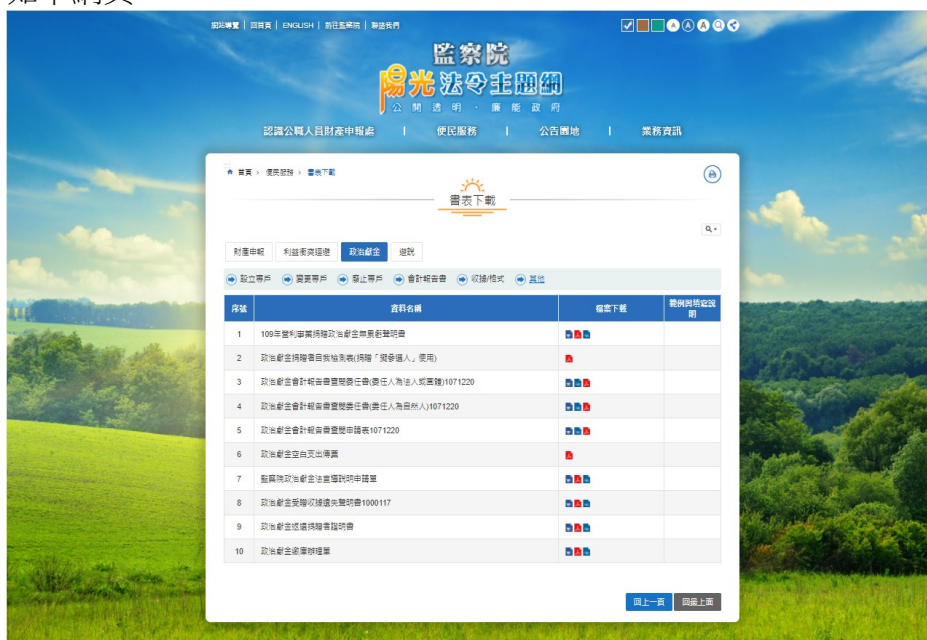 網站導覽 | 回首頁 | ENGLISH | 前往監察院 | 聯絡我們
A A A
監察院
陽光法令主題網
公開透明·廉能政府
認識公職人員財產申報處 | 便民服務 | 公告園地 | 業務資訊
首頁 › 便民服務 › 書表下載
書表下載
財產申報 利益衝突迴避 政治獻金 遊說
設立專戶 變更專戶 廢止專戶 會計報告書 收據/格式 其他
序號 資料名稱 檔案下載 範例與填寫說明
1 109年營利事業捐贈政治獻金無累虧聲明書
2 政治獻金捐贈者自我檢測表(捐贈「擬參選人」使用)
3 政治獻金會計報告書查閱委任書(委任人為法人或團體)1071220
4 政治獻金會計報告書查閱委任書(委任人為自然人)1071220
5 政治獻金會計報告書查閱申請表1071220
6 政治獻金空白支出傳票
7 監察院政治獻金法宣導說明申請單
8 政治獻金受贈收據遺失聲明書1000117
9 政治獻金返還捐贈者證明書
10 政治獻金繳庫辦理單
回上一頁 回最上面